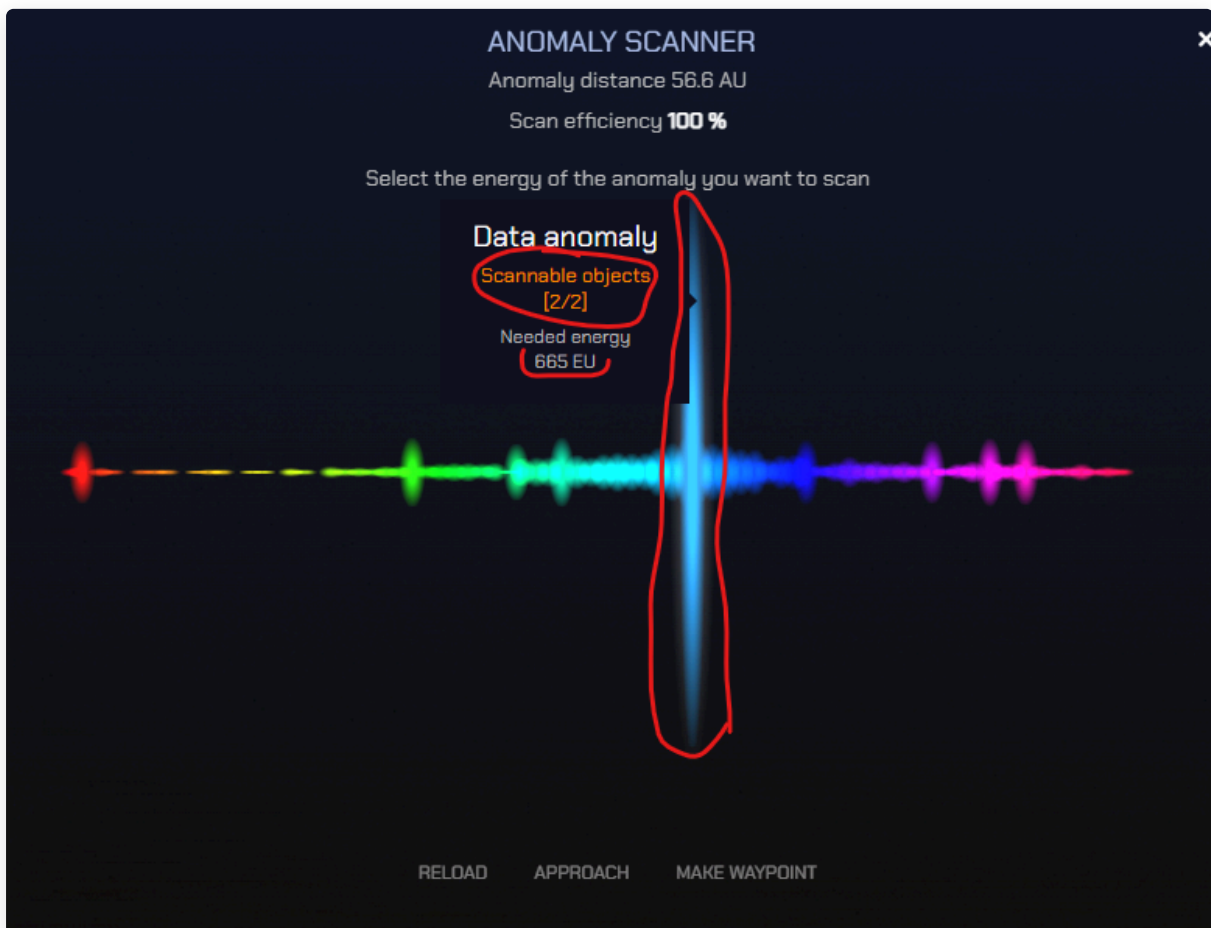 ANOMALY SCANNER
×
Anomaly distance 56.6 AU
Scan efficiency 100 %
Select the energy of the anomaly you want to scan
Data anomaly
Scannable objects
[2/2]
Needed energy
665 EU
RELOAD APPROACH MAKE WAYPOINT